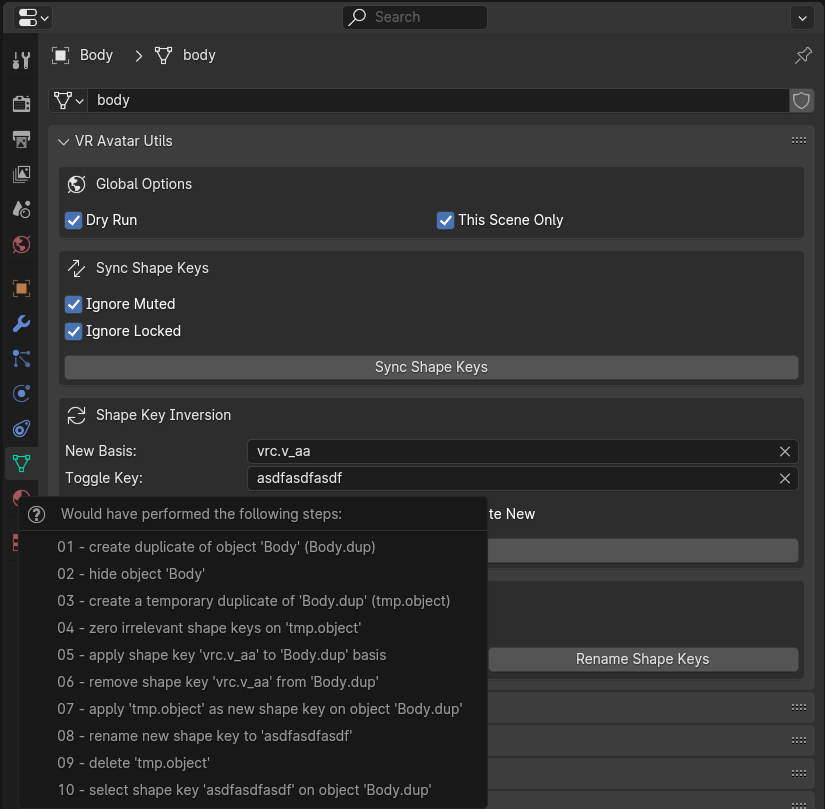 Search
Body
body
body
VR Avatar Utils
Global Options
Dry Run
This Scene Only
Sync Shape Keys
Ignore Muted
Ignore Locked
Sync Shape Keys
Shape Key Inversion
New Basis:
vrc.v_aa
Toggle Key:
asdfasdfasdf
te New
Would have performed the following steps:
01 - create duplicate of object 'Body' (Body.dup)
02 - hide object 'Body'
03 - create a temporary duplicate of 'Body.dup' (tmp.object)
04 - zero irrelevant shape keys on 'tmp.object'
05 - apply shape key 'vrc.v_aa' to 'Body.dup' basis
06 - remove shape key 'vrc.v_aa' from 'Body.dup'
07 - apply 'tmp.object' as new shape key on object 'Body.dup'
08 - rename new shape key to 'asdfasdfasdf'
09 - delete 'tmp.object'
10 - select shape key 'asdfasdfasdf' on object 'Body.dup'
Rename Shape Keys